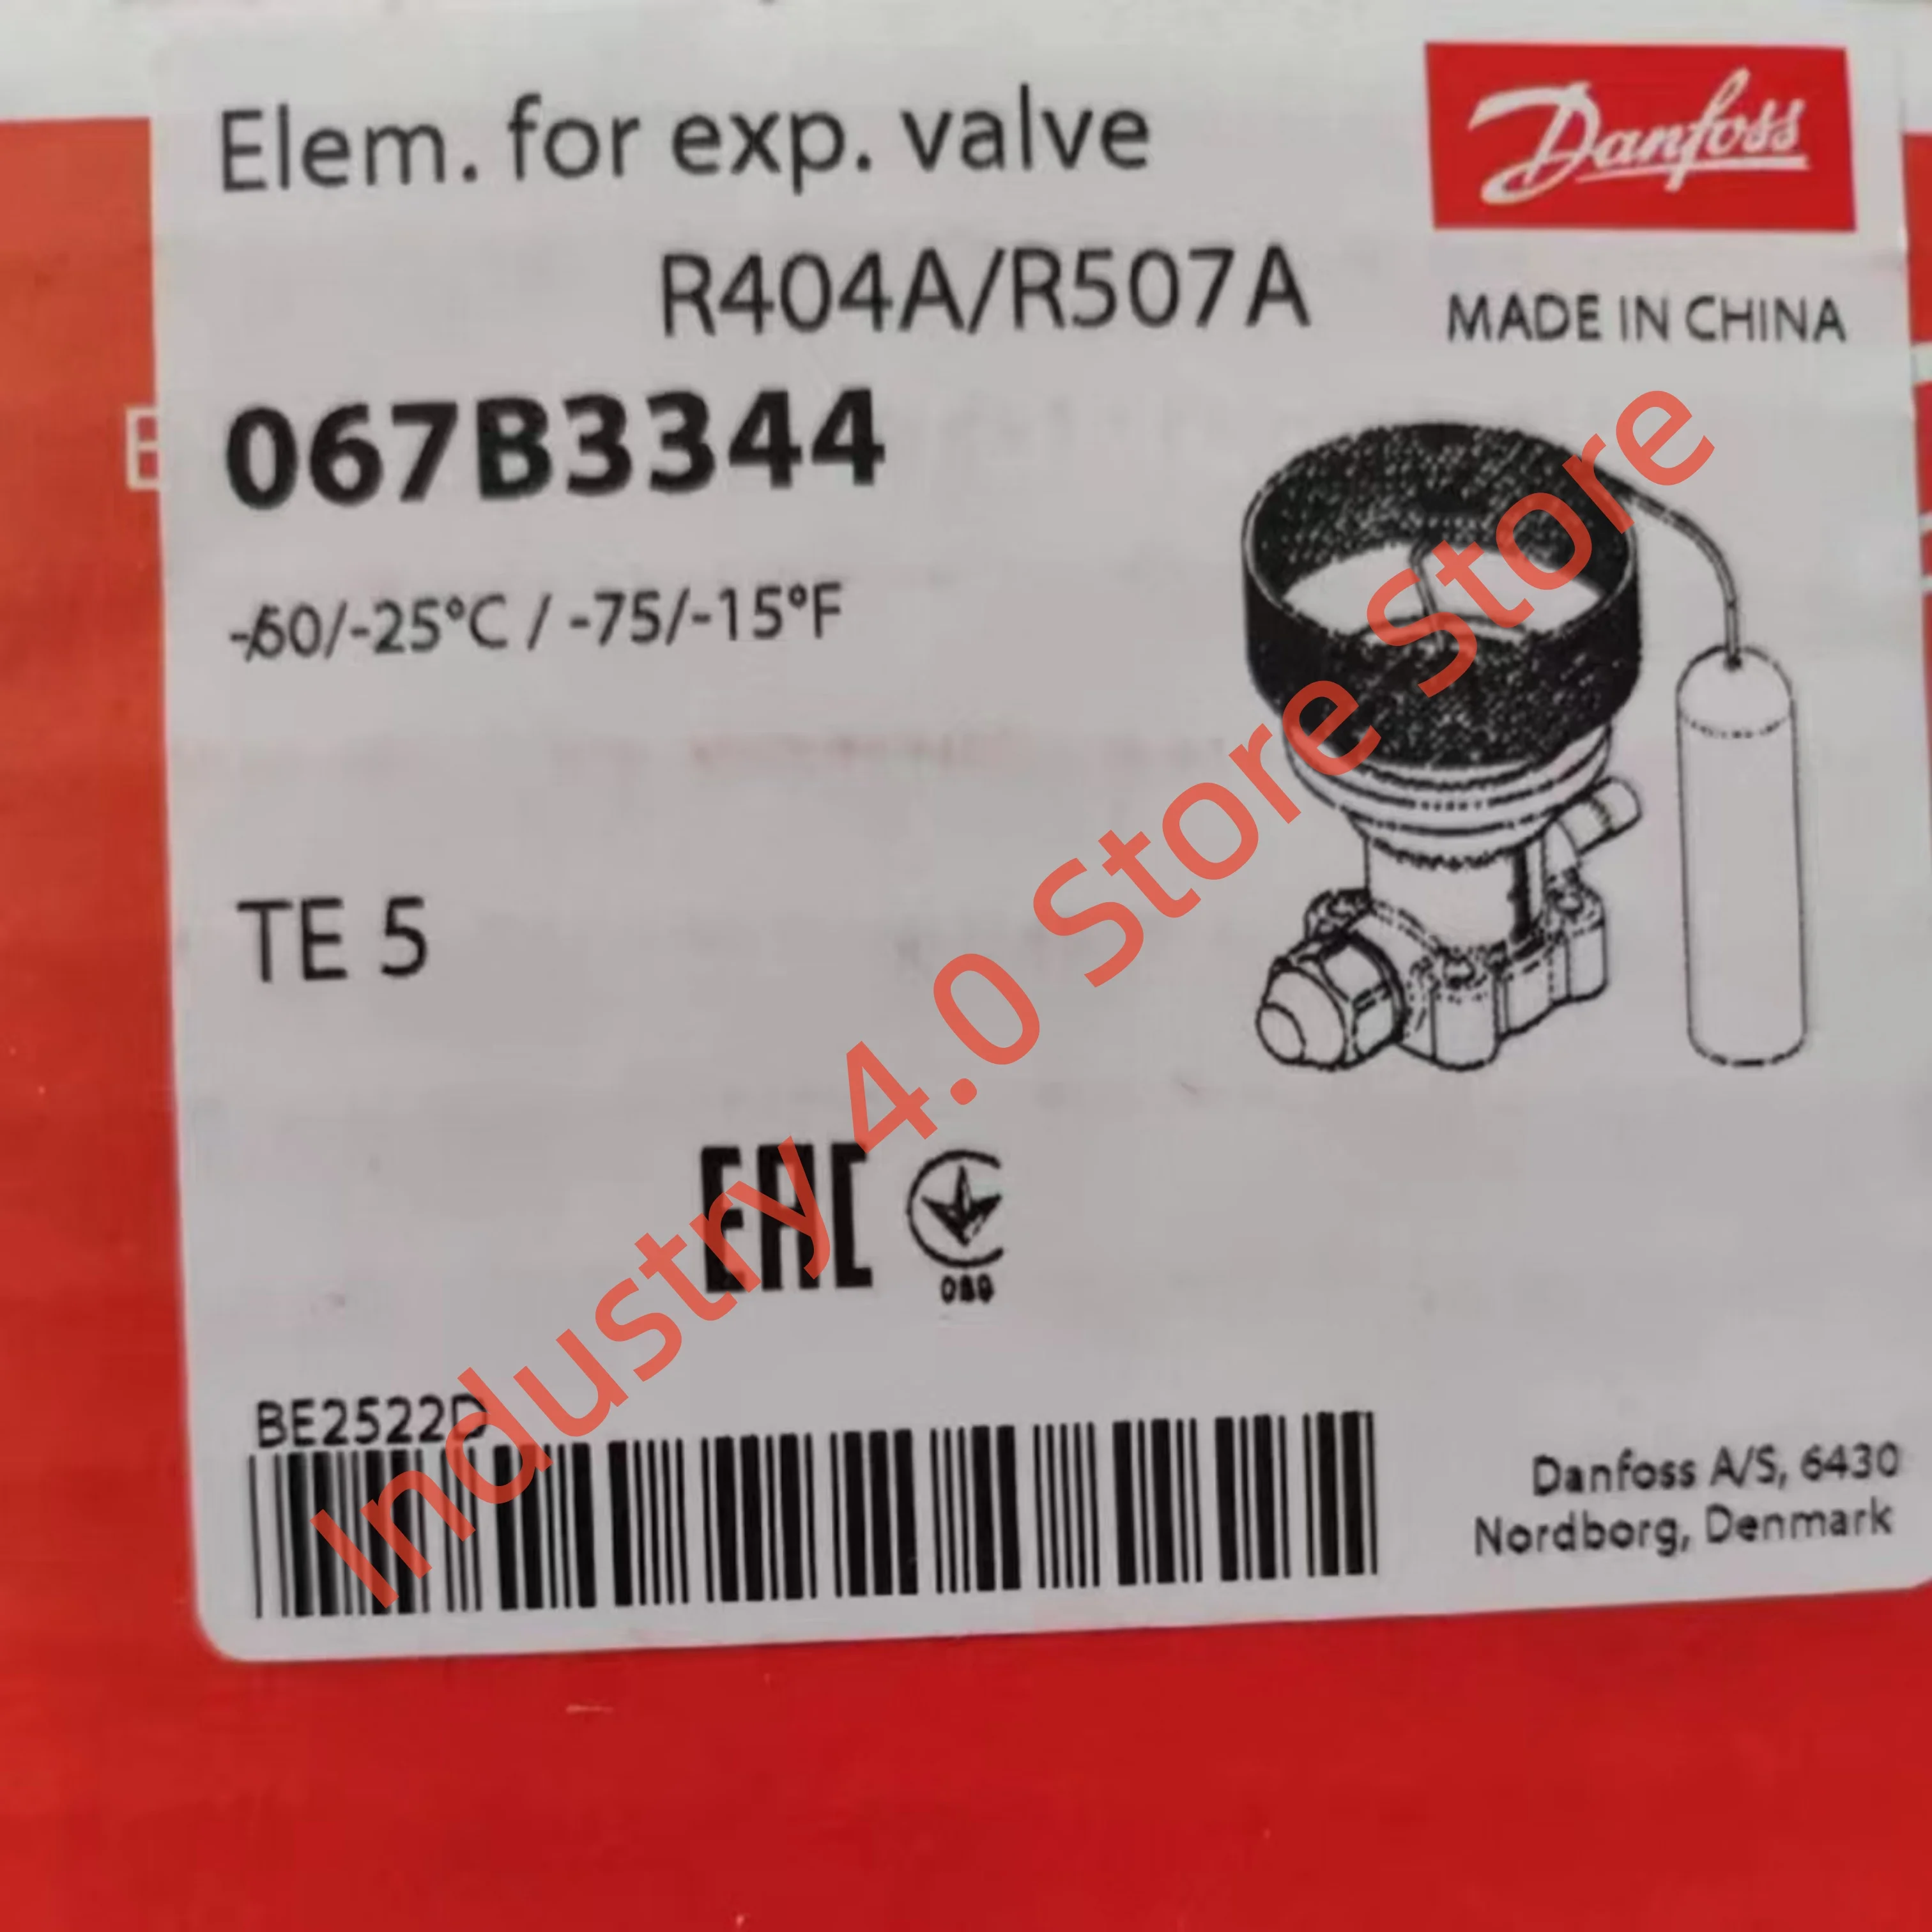 Elem. for exp. valve
Danfoss
R404A/R507A
MADE IN CHINA
067B3344
-60/-25°C / -75/-15°F
TE 5
EAC
BE2522D
Danfoss A/S, 6430
Nordborg, Denmark
Industry 4.0 Store Store Store